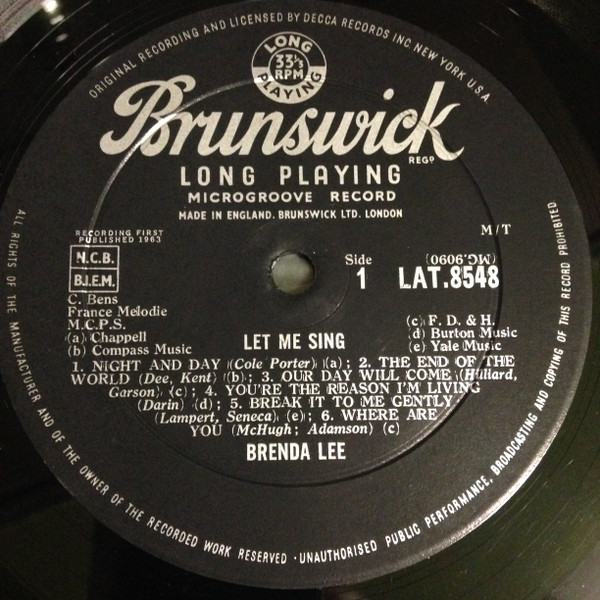 ORIGINAL RECORDING AND LICENSED BY DECCA RECORDS INC NEW YORK U.S.A
LONG
33⅓
RPM
PLAYING
Brunswick
REGD
LONG PLAYING
MICROGROOVE RECORD
MADE IN ENGLAND. BRUNSWICK LTD. LONDON
RECORDING FIRST
PUBLISHED 1963
M/T
N.C.B.
B.I.E.M.
Side
1
(MG.9060)
LAT.8548
C. Bens
France Melodie
M.C.P.S.
(a) Chappell
(b) Compass Music
LET ME SING
(c) F. D. & H.
(d) Burton Music
(e) Yale Music
1. NIGHT AND DAY (Cole Porter) (a) ; 2. THE END OF THE
WORLD (Dee, Kent) (b) ; 3. OUR DAY WILL COME (Hilliard,
Garson) (c) ; 4. YOU'RE THE REASON I'M LIVING
(Darin) (d) ; 5. BREAK IT TO ME GENTLY
(Lampert, Seneca) (e) ; 6. WHERE ARE
YOU (McHugh ; Adamson) (c)
BRENDA LEE
ALL RIGHTS OF THE MANUFACTURER AND OF THE OWNER OF THE RECORDED WORK RESERVED · UNAUTHORISED PUBLIC PERFORMANCE, BROADCASTING AND COPYING OF THIS RECORD PROHIBITED